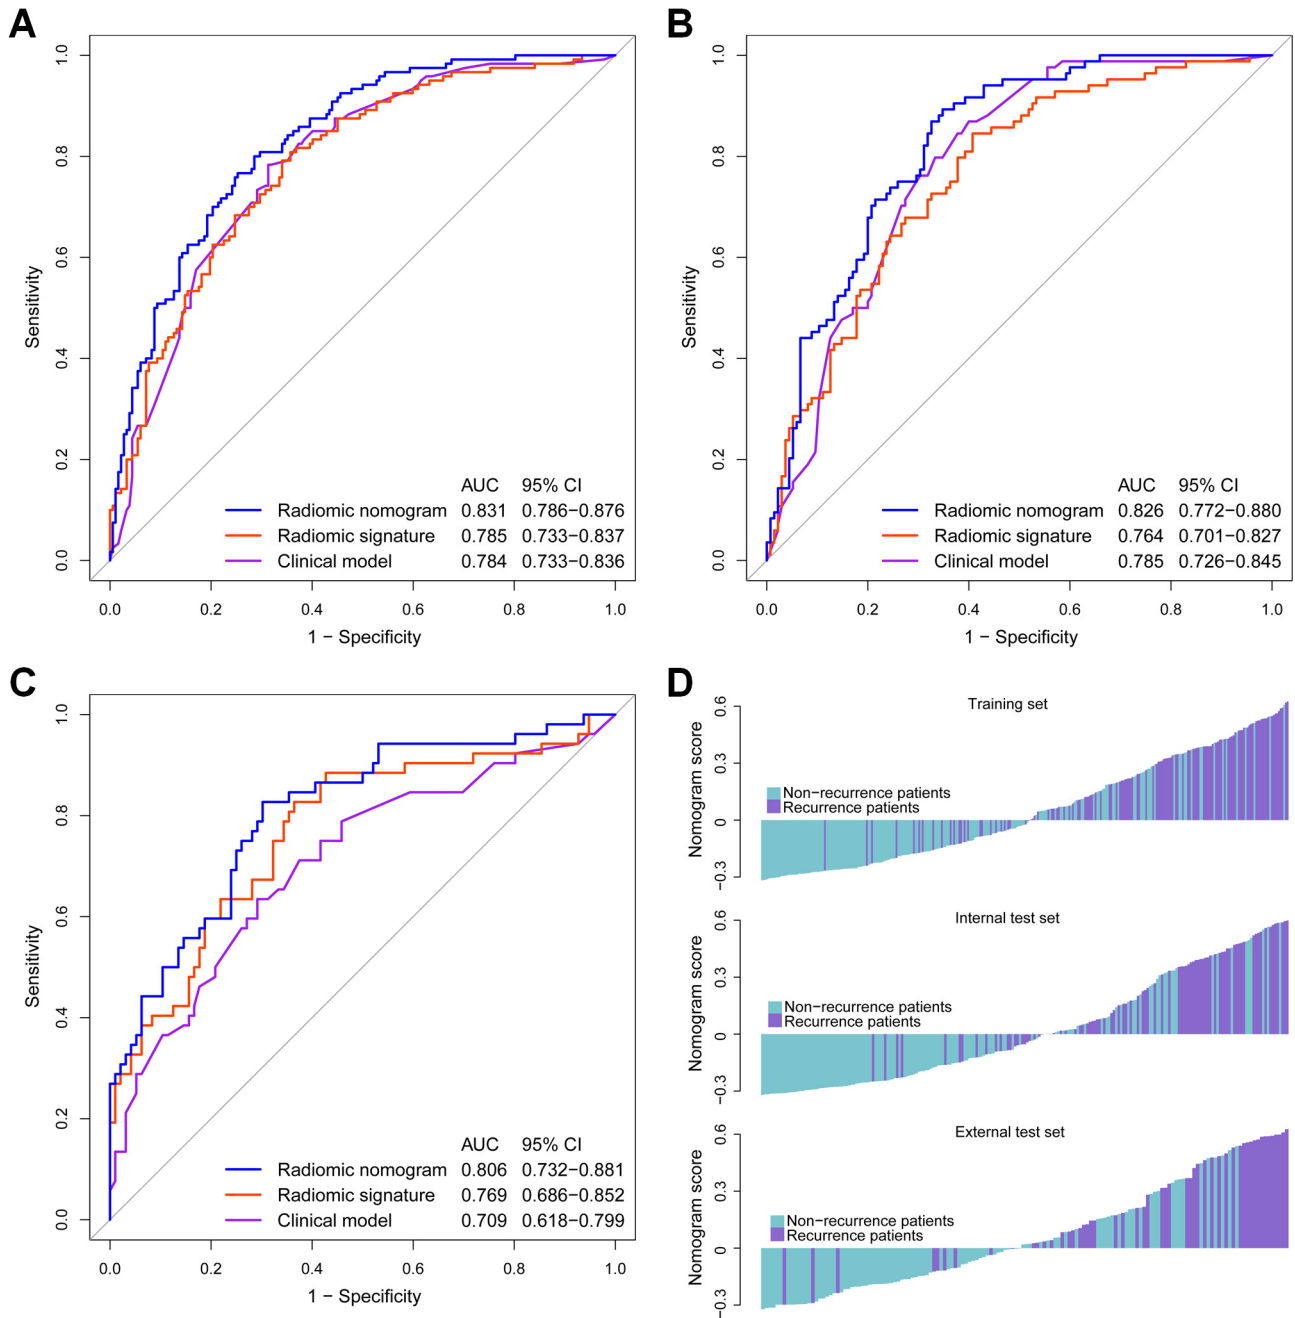 A
1.0
0.8
0.6
0.4
0.2
0.0
Sensitivity
AUC 95% CI
Radiomic nomogram 0.831 0.786−0.876
Radiomic signature 0.785 0.733−0.837
Clinical model 0.784 0.733−0.836
0.0 0.2 0.4 0.6 0.8 1.0
1 − Specificity
B
1.0
0.8
0.6
0.4
0.2
0.0
Sensitivity
AUC 95% CI
Radiomic nomogram 0.826 0.772−0.880
Radiomic signature 0.764 0.701−0.827
Clinical model 0.785 0.726−0.845
0.0 0.2 0.4 0.6 0.8 1.0
1 − Specificity
C
1.0
0.8
0.6
0.4
0.2
0.0
Sensitivity
AUC 95% CI
Radiomic nomogram 0.806 0.732−0.881
Radiomic signature 0.769 0.686−0.852
Clinical model 0.709 0.618−0.799
0.0 0.2 0.4 0.6 0.8 1.0
1 − Specificity
D
Training set
0.6
0.3
0
−0.3
Nomogram score
Non−recurrence patients
Recurrence patients
Internal test set
0.6
0.3
0
−0.3
Nomogram score
Non−recurrence patients
Recurrence patients
External test set
0.6
0.3
0
−0.3
Nomogram score
Non−recurrence patients
Recurrence patients